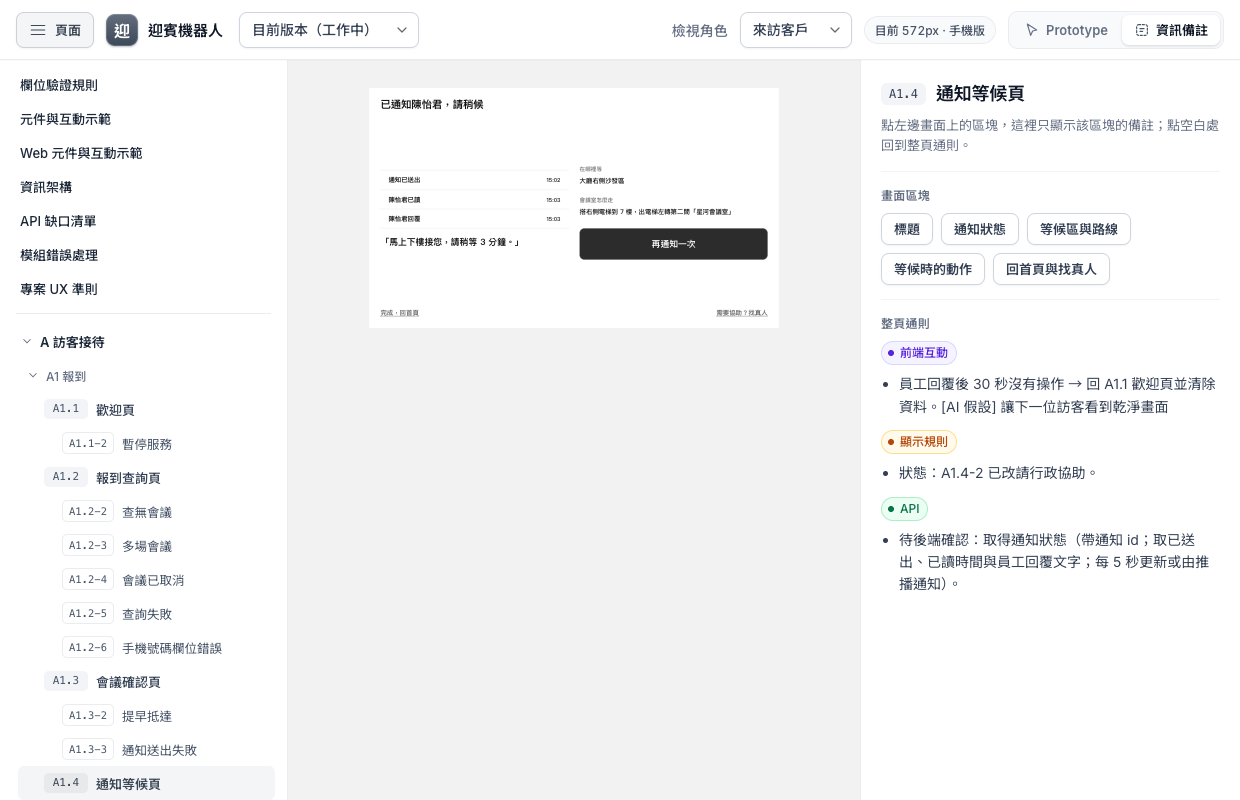 頁面
迎 迎賓機器人
目前版本（工作中）
檢視角色
來訪客戶
目前 572px · 手機版
Prototype
資訊備註
欄位驗證規則
元件與互動示範
Web 元件與互動示範
資訊架構
API 缺口清單
模組錯誤處理
專案 UX 準則
A 訪客接待
A1 報到
A1.1 歡迎頁
A1.1-2 暫停服務
A1.2 報到查詢頁
A1.2-2 查無會議
A1.2-3 多場會議
A1.2-4 會議已取消
A1.2-5 查詢失敗
A1.2-6 手機號碼欄位錯誤
A1.3 會議確認頁
A1.3-2 提早抵達
A1.3-3 通知送出失敗
A1.4 通知等候頁
已通知陳怡君，請稍候
通知已送出 15:02
陳怡君已讀 15:03
陳怡君回覆 15:03
「馬上下樓接您，請稍等 3 分鐘。」
在哪裡等
大廳右側沙發區
會議室怎麼走
搭右側電梯到 7 樓，出電梯左轉第二間「星河會議室」
再通知一次
完成，回首頁
需要協助？找真人
A1.4 通知等候頁
點左邊畫面上的區塊，這裡只顯示該區塊的備註；點空白處
回到整頁通則。
畫面區塊
標題
通知狀態
等候區與路線
等候時的動作
回首頁與找真人
整頁通則
前端互動
• 員工回覆後 30 秒沒有操作 → 回 A1.1 歡迎頁並清除
資料。[AI 假設] 讓下一位訪客看到乾淨畫面
顯示規則
• 狀態：A1.4-2 已改請行政協助。
API
• 待後端確認：取得通知狀態（帶通知 id；取已送
出、已讀時間與員工回覆文字；每 5 秒更新或由推
播通知）。